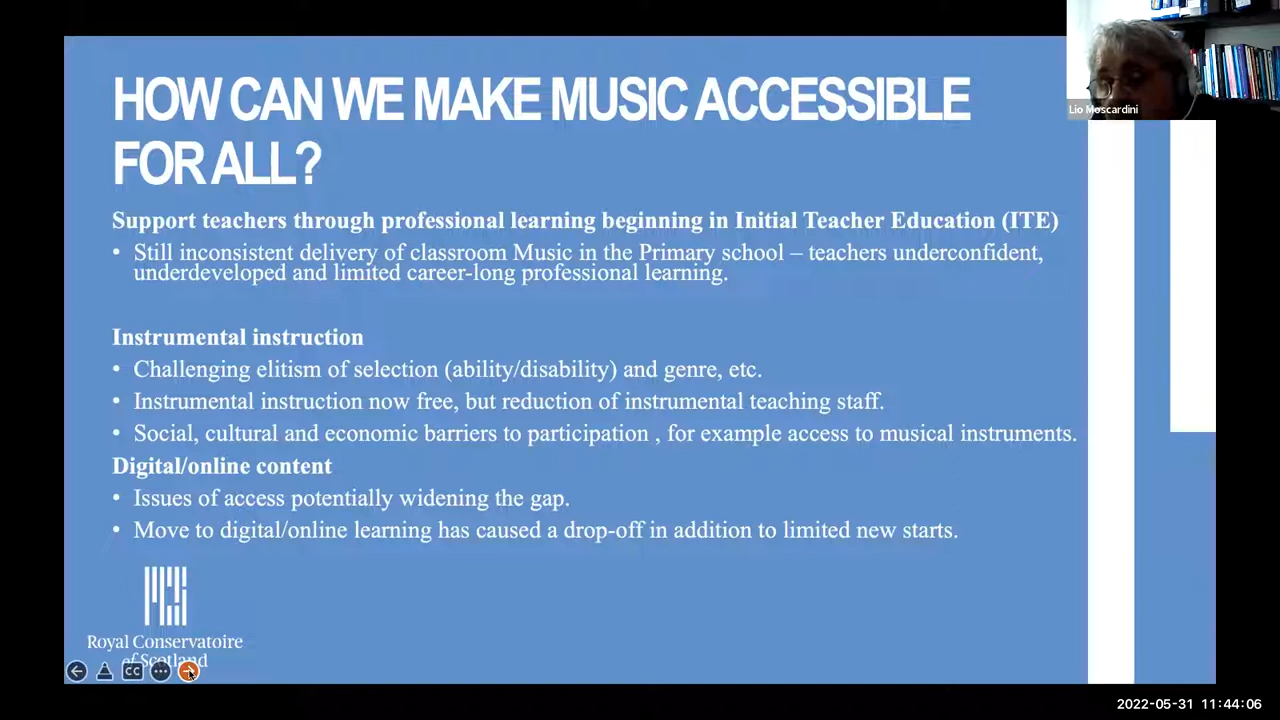 HOW CAN WE MAKE MUSIC ACCESSIBLE
FOR ALL?
Lio Moscardini
Support teachers through professional learning beginning in Initial Teacher Education (ITE)
• Still inconsistent delivery of classroom Music in the Primary school – teachers underconfident,
underdeveloped and limited career-long professional learning.
Instrumental instruction
• Challenging elitism of selection (ability/disability) and genre, etc.
• Instrumental instruction now free, but reduction of instrumental teaching staff.
• Social, cultural and economic barriers to participation , for example access to musical instruments.
Digital/online content
• Issues of access potentially widening the gap.
• Move to digital/online learning has caused a drop-off in addition to limited new starts.
Royal Conservatoire
of Scotland
CC
2022-05-31 11:44:06